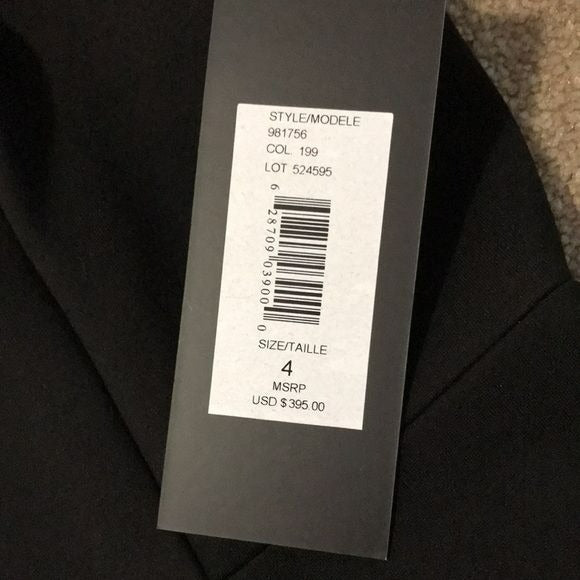 STYLE/MODELE
981756
COL. 199
LOT 524595
6 28709 03900 0
SIZE/TAILLE
4
MSRP
USD $395.00